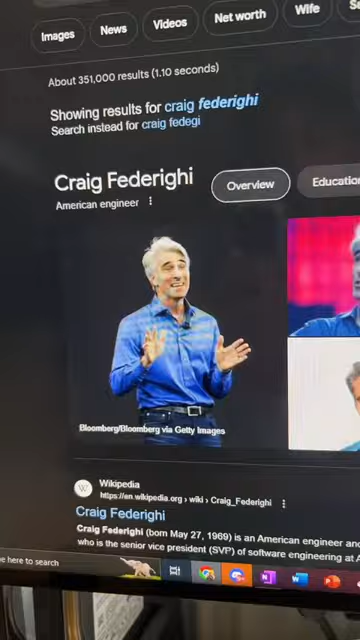 Images
News
Videos
Net worth
Wife
About 351,000 results (1.10 seconds)
Showing results for craig federighi
Search instead for craig fedegi
Craig Federighi
American engineer
Overview
Bloomberg/Bloomberg via Getty Images
Wikipedia
https://en.wikipedia.org › wiki › Craig_Federighi
Craig Federighi
Craig Federighi (born May 27, 1969) is an American engineer and
who is the senior vice president (SVP) of software engineering at
here to search